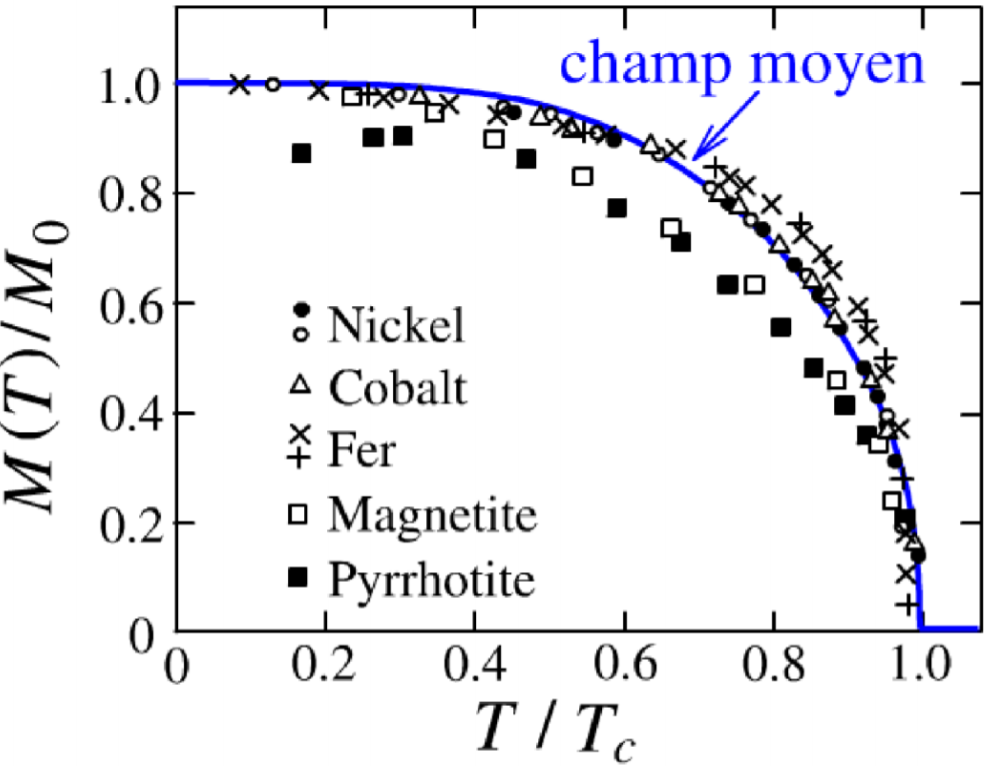 champ moyen
1.0
0.8
0.6
0.4
0.2
0
M(T)/M₀
Nickel
Cobalt
Fer
Magnetite
Pyrrhotite
0 0.2 0.4 0.6 0.8 1.0
T / T_c